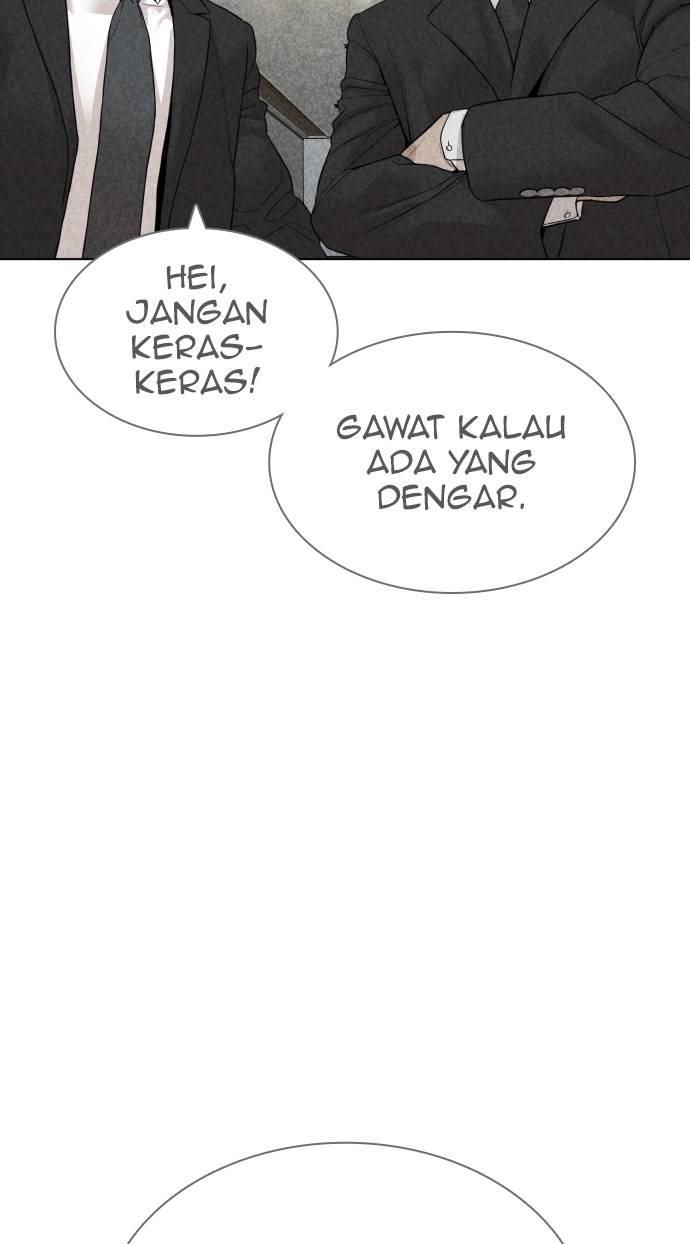 HEI,
JANGAN
KERAS-
KERAS!
GAWAT KALAU
ADA YANG
DENGAR.